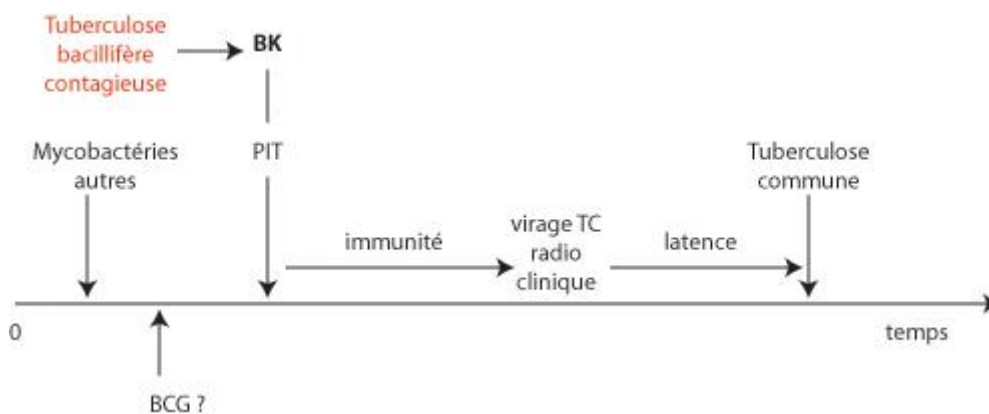 Tuberculose
bacillifère
contagieuse
BK
Mycobactéries
autres
PIT
Tuberculose
commune
immunité
virage TC
radio
clinique
latence
0
temps
BCG ?